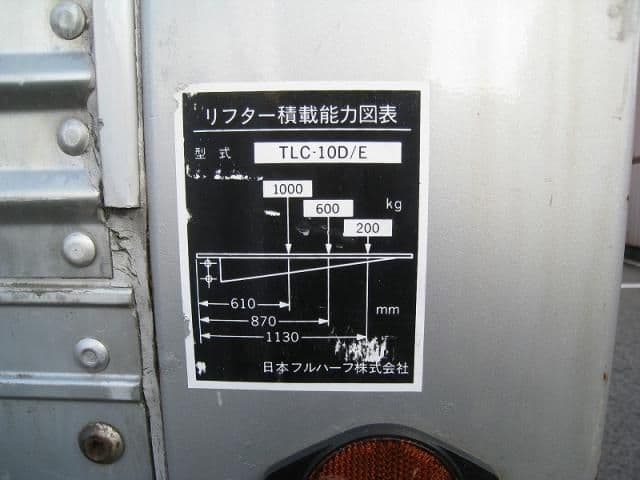 リフター積載能力図表
型式 TLC-10D/E
1000
600 kg
200
610
870 mm
1130
日本フルハーフ株式会社